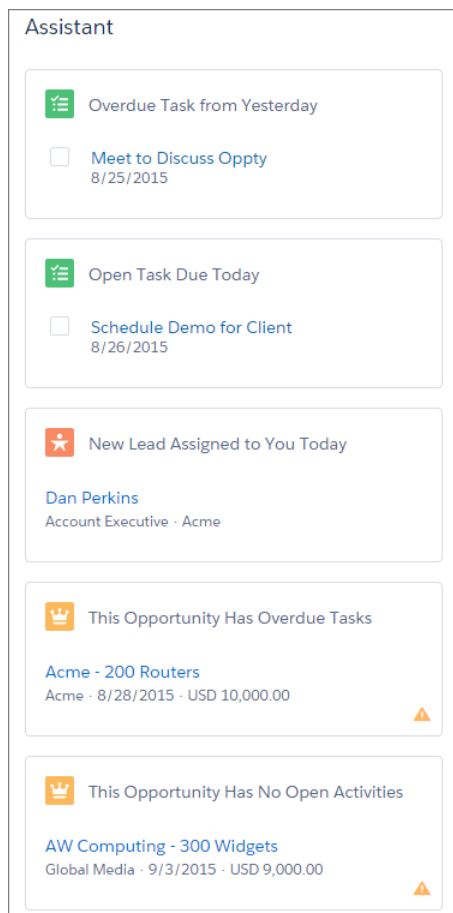 Assistant
Overdue Task from Yesterday
Meet to Discuss Oppty
8/25/2015
Open Task Due Today
Schedule Demo for Client
8/26/2015
New Lead Assigned to You Today
Dan Perkins
Account Executive · Acme
This Opportunity Has Overdue Tasks
Acme - 200 Routers
Acme · 8/28/2015 · USD 10,000.00
This Opportunity Has No Open Activities
AW Computing - 300 Widgets
Global Media · 9/3/2015 · USD 9,000.00